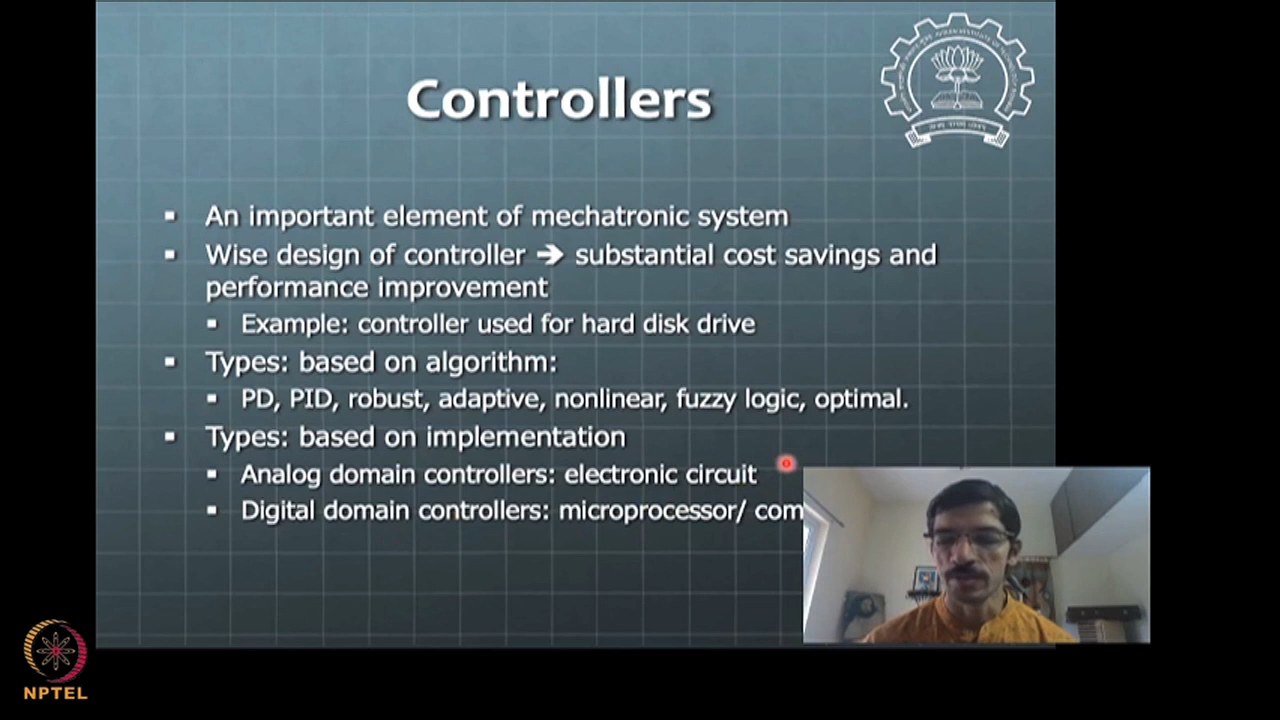 Controllers
An important element of mechatronic system
Wise design of controller ➔ substantial cost savings and
performance improvement
Example: controller used for hard disk drive
Types: based on algorithm:
PD, PID, robust, adaptive, nonlinear, fuzzy logic, optimal.
Types: based on implementation
Analog domain controllers: electronic circuit
Digital domain controllers: microprocessor/ com
NPTEL